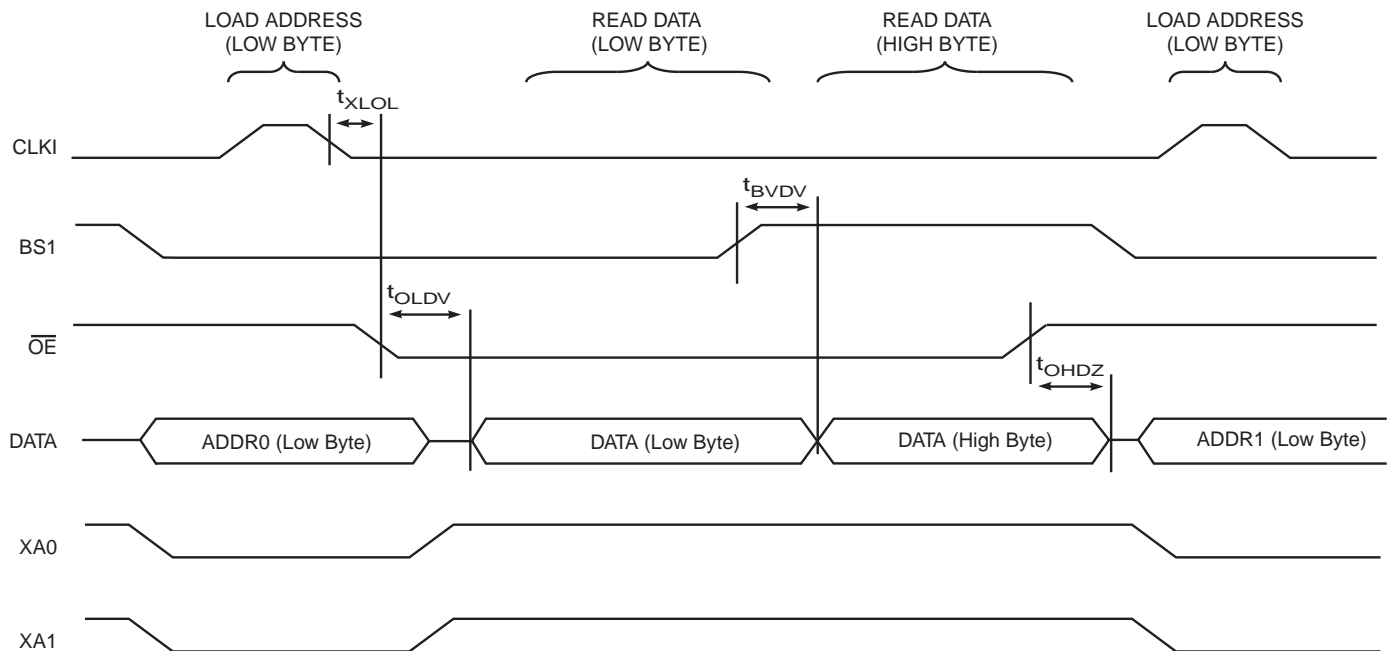 LOAD ADDRESS
(LOW BYTE)
READ DATA
(LOW BYTE)
READ DATA
(HIGH BYTE)
LOAD ADDRESS
(LOW BYTE)
tXLOL
CLKI
tBVDV
BS1
tOLDV
OE
tOHDZ
DATA
ADDR0 (Low Byte)
DATA (Low Byte)
DATA (High Byte)
ADDR1 (Low Byte)
XA0
XA1